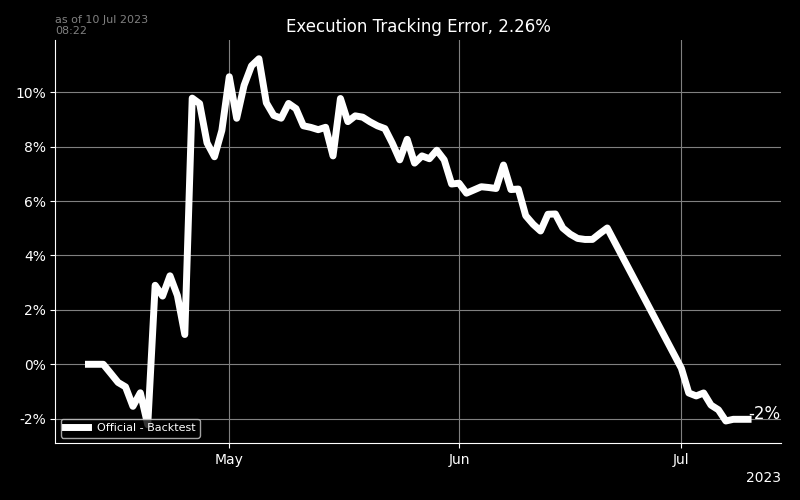 as of 10 Jul 2023
08:22
Execution Tracking Error, 2.26%
10%
8%
6%
4%
2%
0%
-2%
-2%
Official - Backtest
May
Jun
Jul
2023